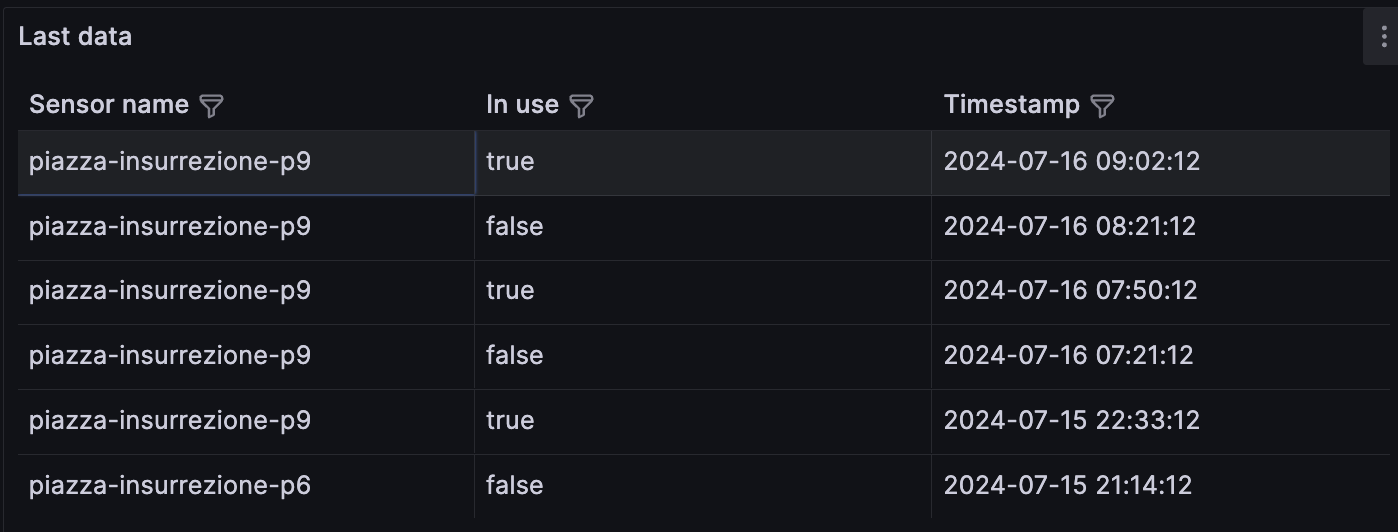 Last data
Sensor name In use Timestamp
piazza-insurrezione-p9 true 2024-07-16 09:02:12
piazza-insurrezione-p9 false 2024-07-16 08:21:12
piazza-insurrezione-p9 true 2024-07-16 07:50:12
piazza-insurrezione-p9 false 2024-07-16 07:21:12
piazza-insurrezione-p9 true 2024-07-15 22:33:12
piazza-insurrezione-p6 false 2024-07-15 21:14:12